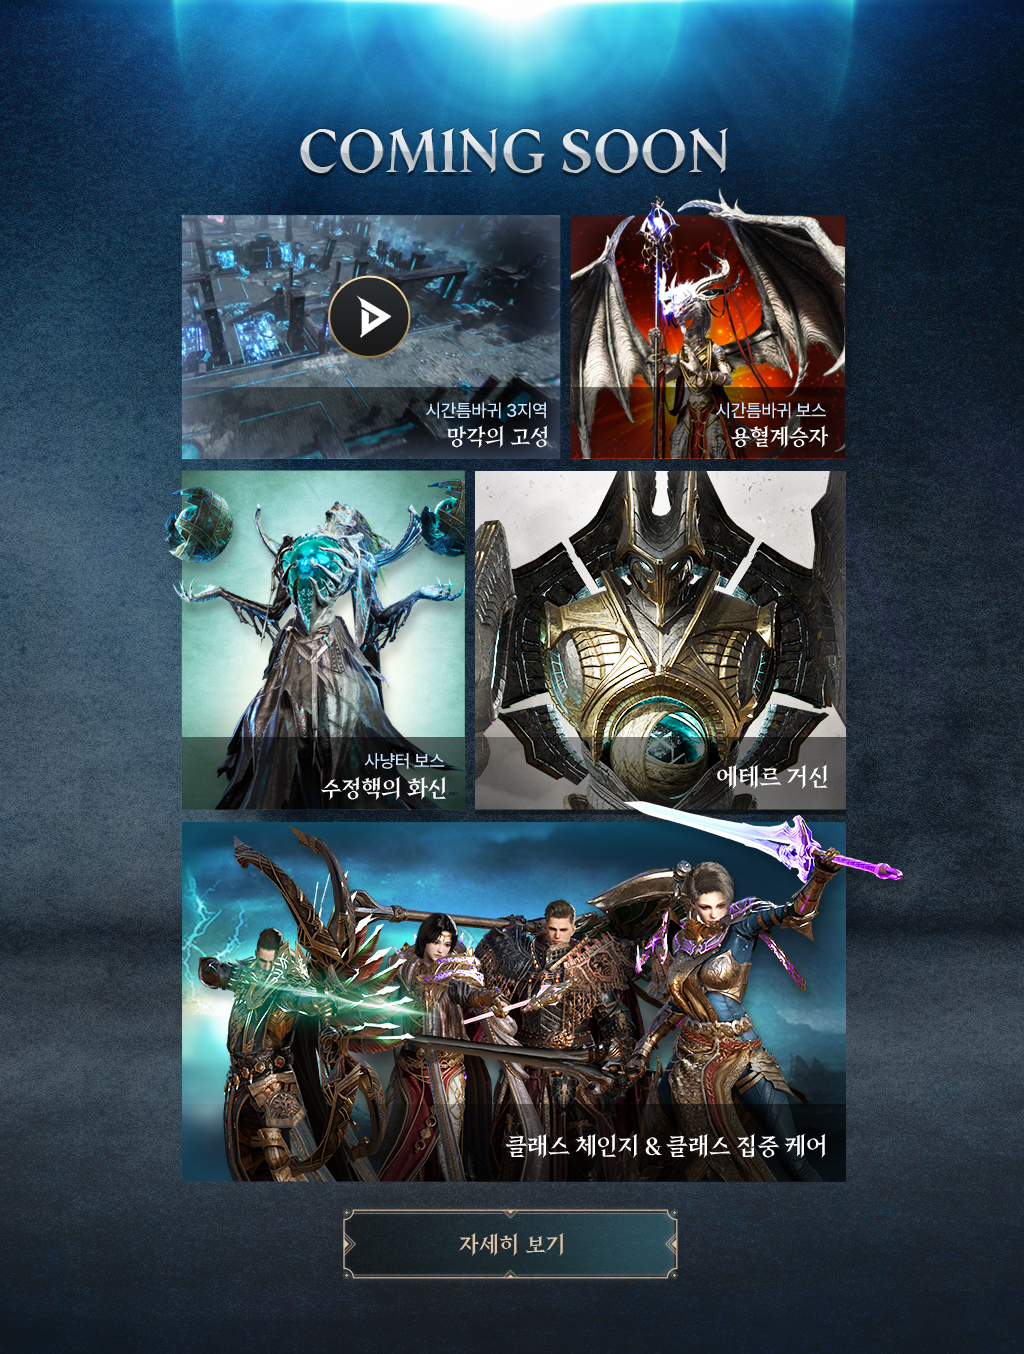 COMING SOON
시간틈바귀 3지역
망각의 고성
시간틈바귀 보스
용혈계승자
사냥터 보스
수정핵의 화신
에테르 거신
클래스 체인지 & 클래스 집중 케어
자세히 보기